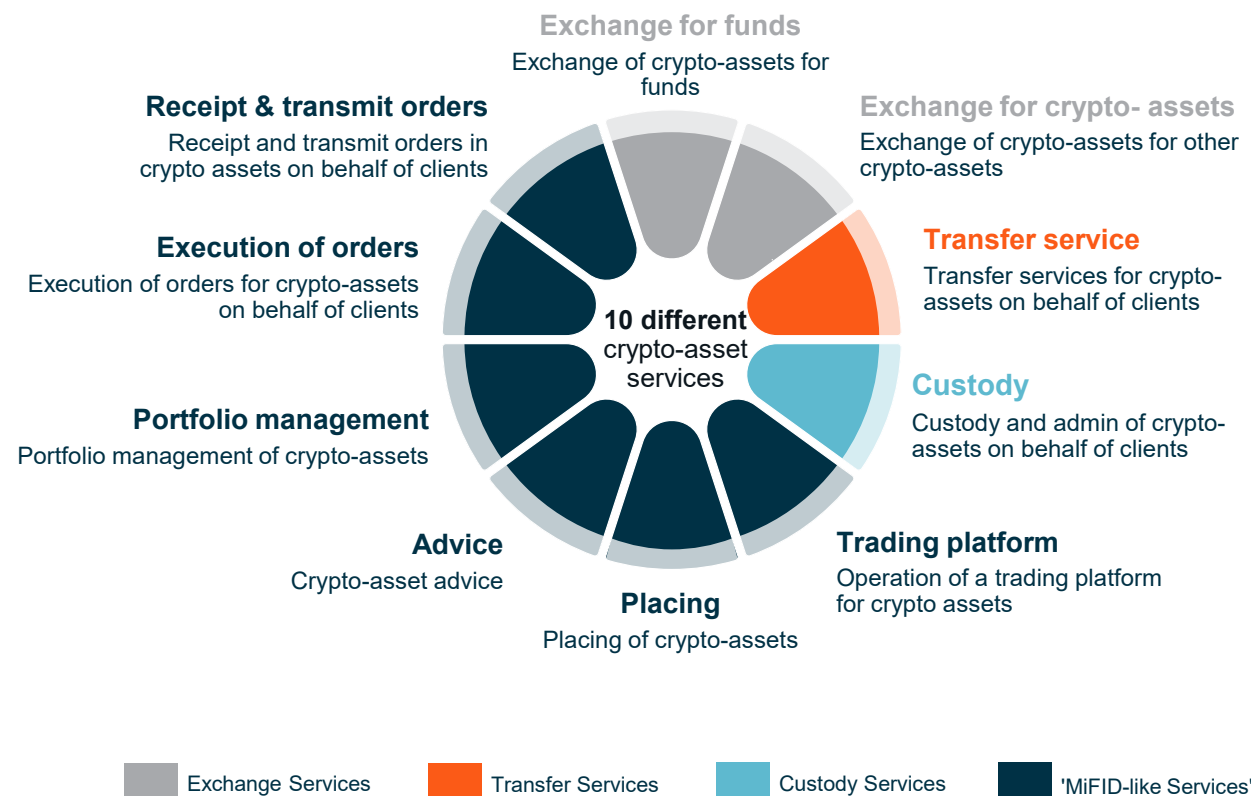 Exchange for funds
Exchange of crypto-assets for
funds
Exchange for crypto- assets
Exchange of crypto-assets for other
crypto-assets
Transfer service
Transfer services for crypto-
assets on behalf of clients
Custody
Custody and admin of crypto-
assets on behalf of clients
Trading platform
Operation of a trading platform
for crypto assets
Placing
Placing of crypto-assets
Advice
Crypto-asset advice
Portfolio management
Portfolio management of crypto-assets
Execution of orders
Execution of orders for crypto-assets
on behalf of clients
Receipt & transmit orders
Receipt and transmit orders in
crypto assets on behalf of clients
10 different
crypto-asset
services
Exchange Services
Transfer Services
Custody Services
'MiFID-like Services'